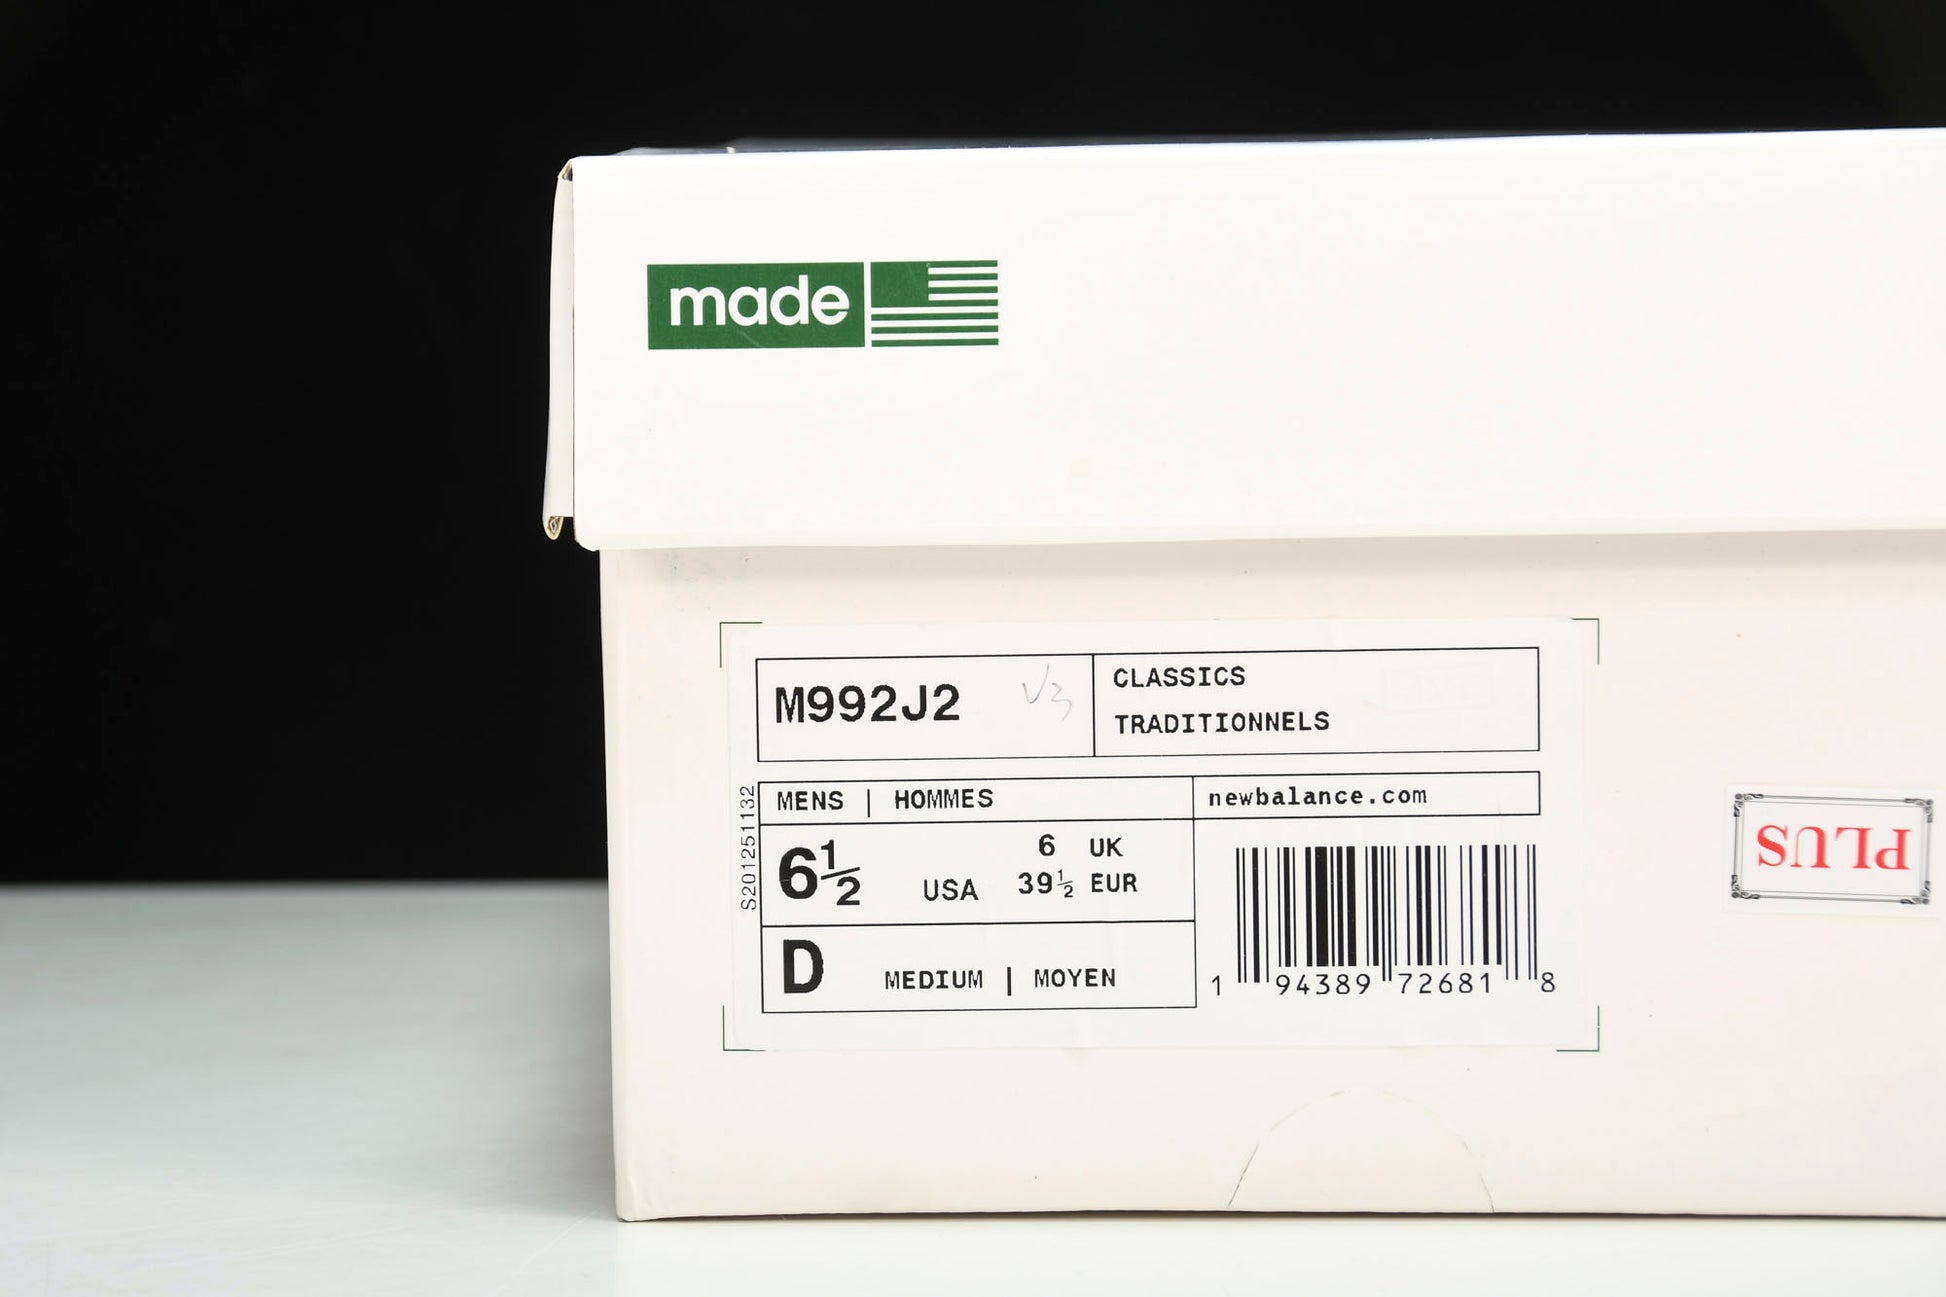 made
M992J2 V3
CLASSICS
TRADITIONNELS
S201251132
MENS | HOMMES
newbalance.com
6½ USA
6 UK
39½ EUR
D MEDIUM | MOYEN
1 94389 72681 8
PLUS